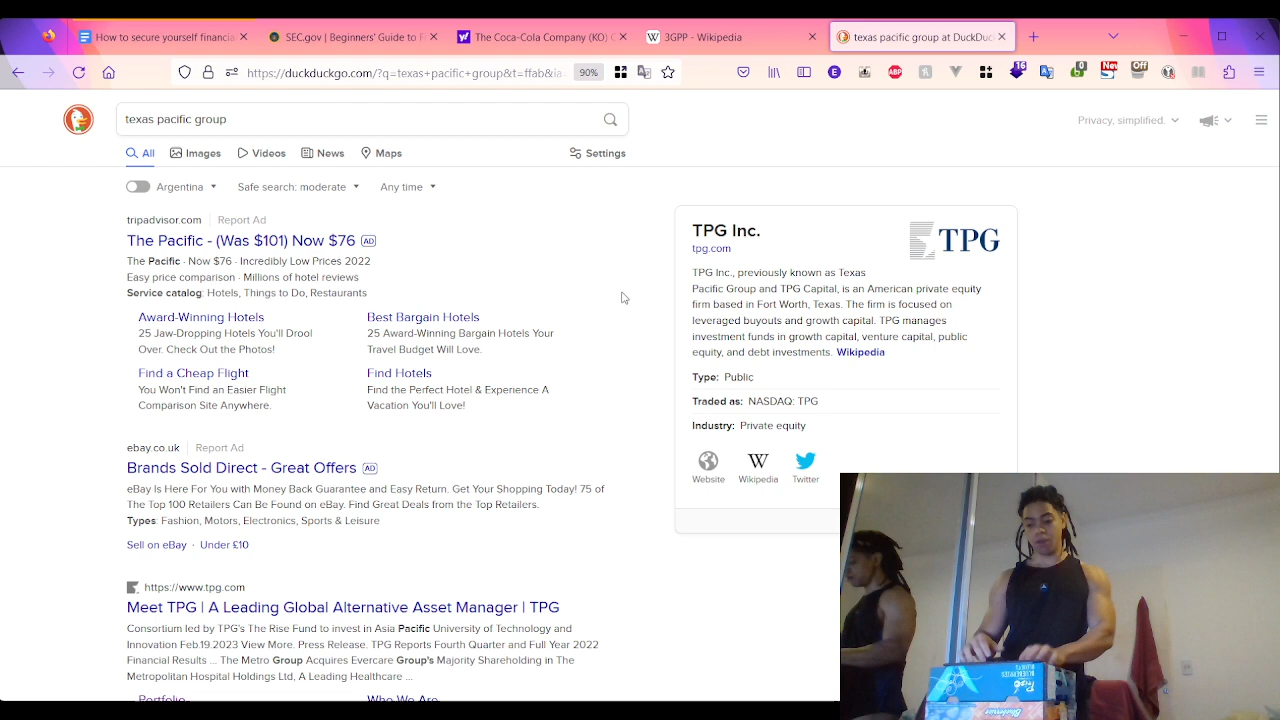 How to secure yourself financia
SEC.gov | Beginners' Guide to F
The Coca-Cola Company (KO) C
3GPP - Wikipedia
texas pacific group at DuckDuc
https://duckduckgo.com/?q=texas+pacific+group&t=ffab&ia=
90%
16
0
New
Off
ABP
E
texas pacific group
Privacy, simplified.
All
Images
Videos
News
Maps
Settings
Argentina
Safe search: moderate
Any time
tripadvisor.com
Report Ad
The Pacific - (Was $101) Now $76 AD
The Pacific - Now $76. Incredibly Low Prices 2022
Easy price comparison · Millions of hotel reviews
Service catalog: Hotels, Things to Do, Restaurants
Award-Winning Hotels
25 Jaw-Dropping Hotels You'll Drool
Over. Check Out the Photos!
Best Bargain Hotels
25 Award-Winning Bargain Hotels Your
Travel Budget Will Love.
Find a Cheap Flight
You Won't Find an Easier Flight
Comparison Site Anywhere.
Find Hotels
Find the Perfect Hotel & Experience A
Vacation You'll Love!
ebay.co.uk
Report Ad
Brands Sold Direct - Great Offers AD
eBay Is Here For You with Money Back Guarantee and Easy Return. Get Your Shopping Today! 75 of
The Top 100 Retailers Can be Found on eBay. Find Great Deals from the Top Retailers.
Types: Fashion, Motors, Electronics, Sports & Leisure
Sell on eBay · Under £10
https://www.tpg.com
Meet TPG | A Leading Global Alternative Asset Manager | TPG
Consortium led by TPG's The Rise Fund to invest in Asia Pacific University of Technology and
Innovation Feb.19.2023 View More. Press Release. TPG Reports Fourth Quarter and Full Year 2022
Financial Results ... The Metro Group Acquires Evercare Group's Majority Shareholding in The
Metropolitan Hospital Holdings Ltd, A Leading Healthcare ...
Portfolio
Who We Are
TPG Inc.
tpg.com
TPG
TPG Inc., previously known as Texas
Pacific Group and TPG Capital, is an American private equity
firm based in Fort Worth, Texas. The firm is focused on
leveraged buyouts and growth capital. TPG manages
investment funds in growth capital, venture capital, public
equity, and debt investments. Wikipedia
Type: Public
Traded as: NASDAQ: TPG
Industry: Private equity
Website
W
Wikipedia
Twitter